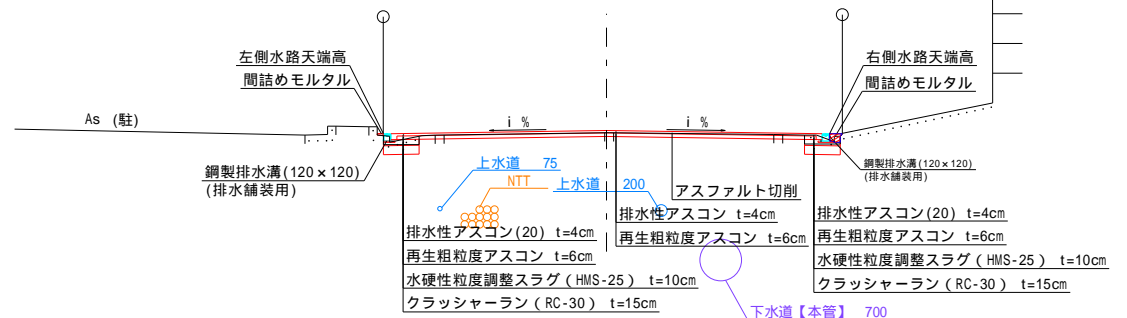 左側水路天端高
間詰めモルタル
右側水路天端高
間詰めモルタル
As (駐)
i %
i %
鋼製排水溝(120×120)
(排水舗装用)
鋼製排水溝(120×120)
(排水舗装用)
上水道 75
NTT
上水道 200
アスファルト切削
排水性アスコン t=4cm
再生粗粒度アスコン t=6cm
排水性アスコン(20) t=4cm
再生粗粒度アスコン t=6cm
水硬性粒度調整スラグ(HMS-25) t=10cm
クラッシャーラン(RC-30) t=15cm
排水性アスコン(20) t=4cm
再生粗粒度アスコン t=6cm
水硬性粒度調整スラグ(HMS-25) t=10cm
クラッシャーラン(RC-30) t=15cm
下水道【本管】 700